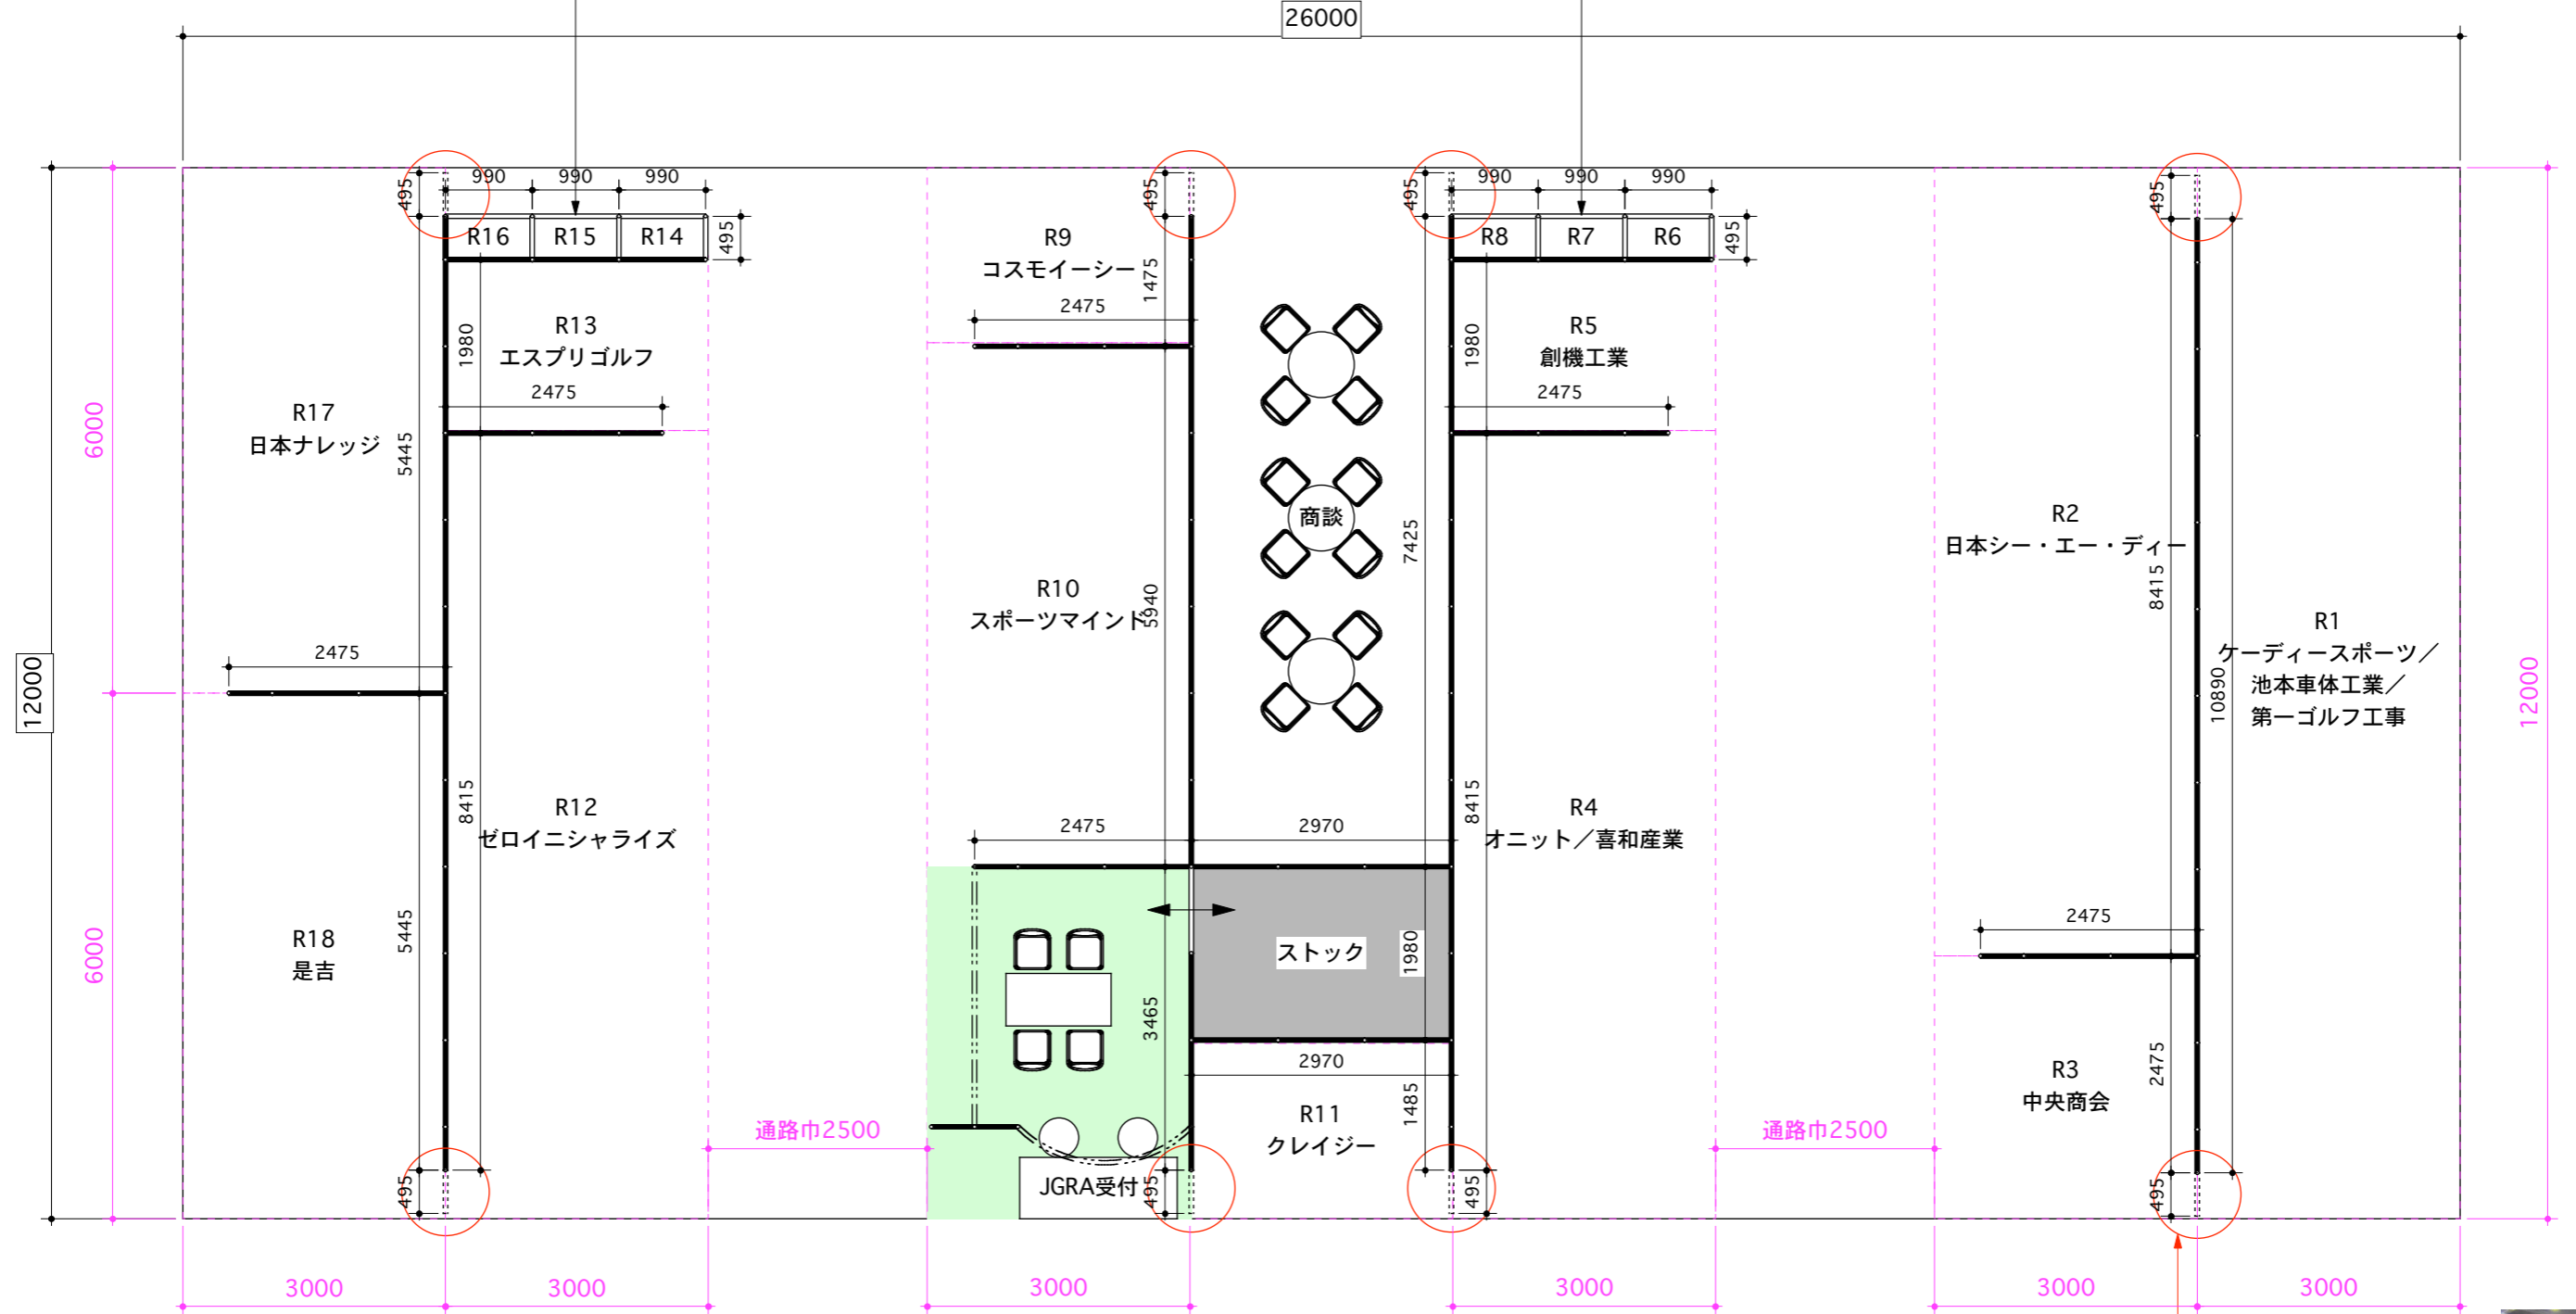 26000
990
990
990
990
990
990
495
495
495
495
R16
R15
R14
495
R8
R7
R6
495
R9
コスモイーシー
1475
2475
R13
エスプリゴルフ
1980
2475
R5
創機工業
1980
2475
R17
日本ナレッジ
6000
5445
商談
7425
R2
日本シー・エー・ディー
8415
R10
スポーツマインド
5940
R1
ケーディースポーツ／
池本車体工業／
第一ゴルフ工事
10890
12000
12000
2475
R12
ゼロイニシャライズ
8415
2475
2970
R4
オニット／喜和産業
8415
R18
是吉
6000
5445
ストック
1980
2475
3465
2970
R11
クレイジー
1485
R3
中央商会
2475
通路巾2500
通路巾2500
JGRA受付
495
495
495
495
3000
3000
3000
3000
3000
3000